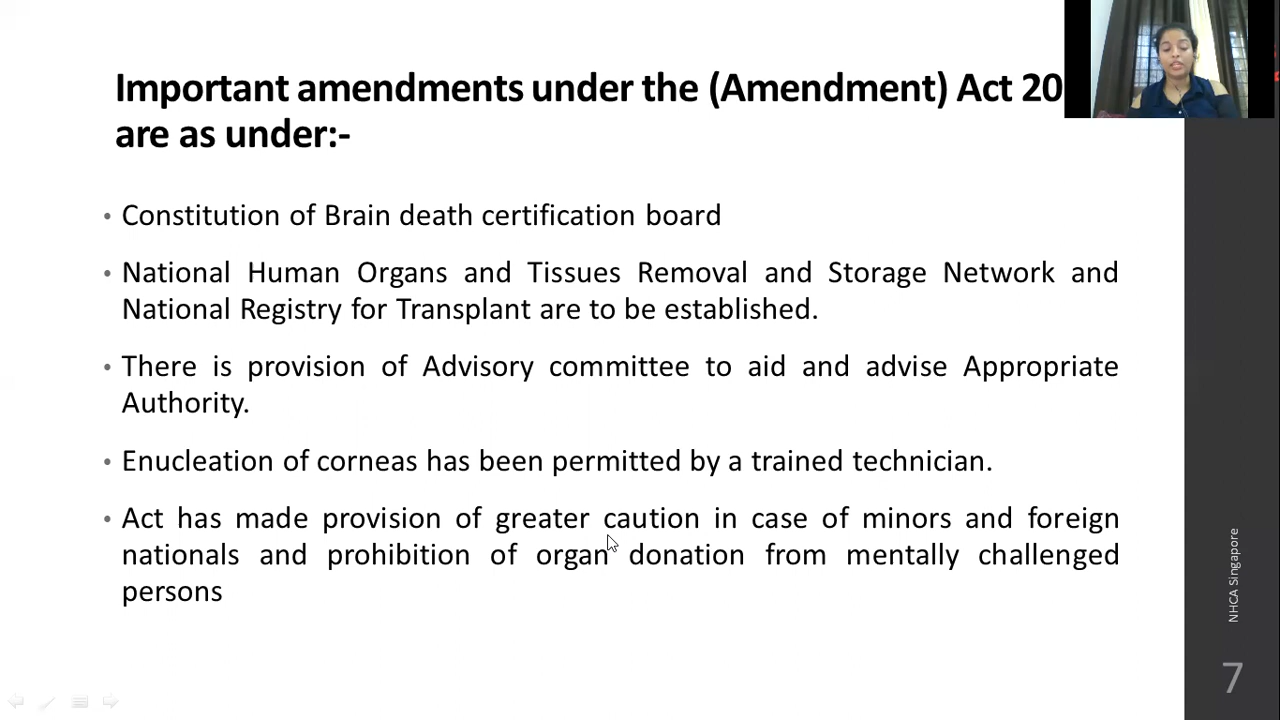 Important amendments under the (Amendment) Act 20
are as under:-
• Constitution of Brain death certification board
• National Human Organs and Tissues Removal and Storage Network and
National Registry for Transplant are to be established.
• There is provision of Advisory committee to aid and advise Appropriate
Authority.
• Enucleation of corneas has been permitted by a trained technician.
• Act has made provision of greater caution in case of minors and foreign
nationals and prohibition of organ donation from mentally challenged
persons
NHCA Singapore
7